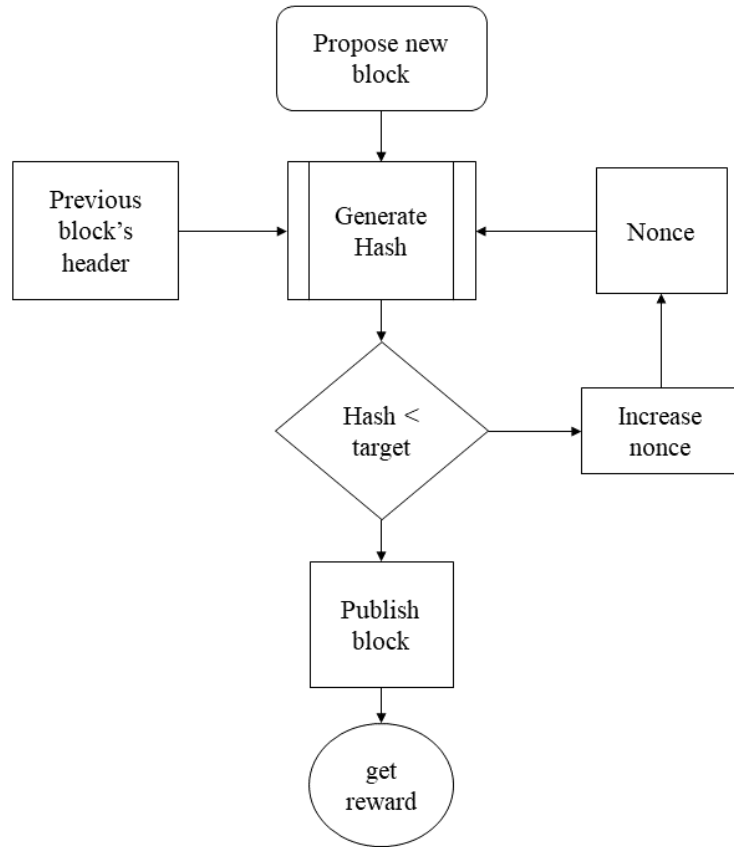 Propose new
block
Previous
block’s
header
Generate
Hash
Nonce
Hash <
target
Increase
nonce
Publish
block
get
reward